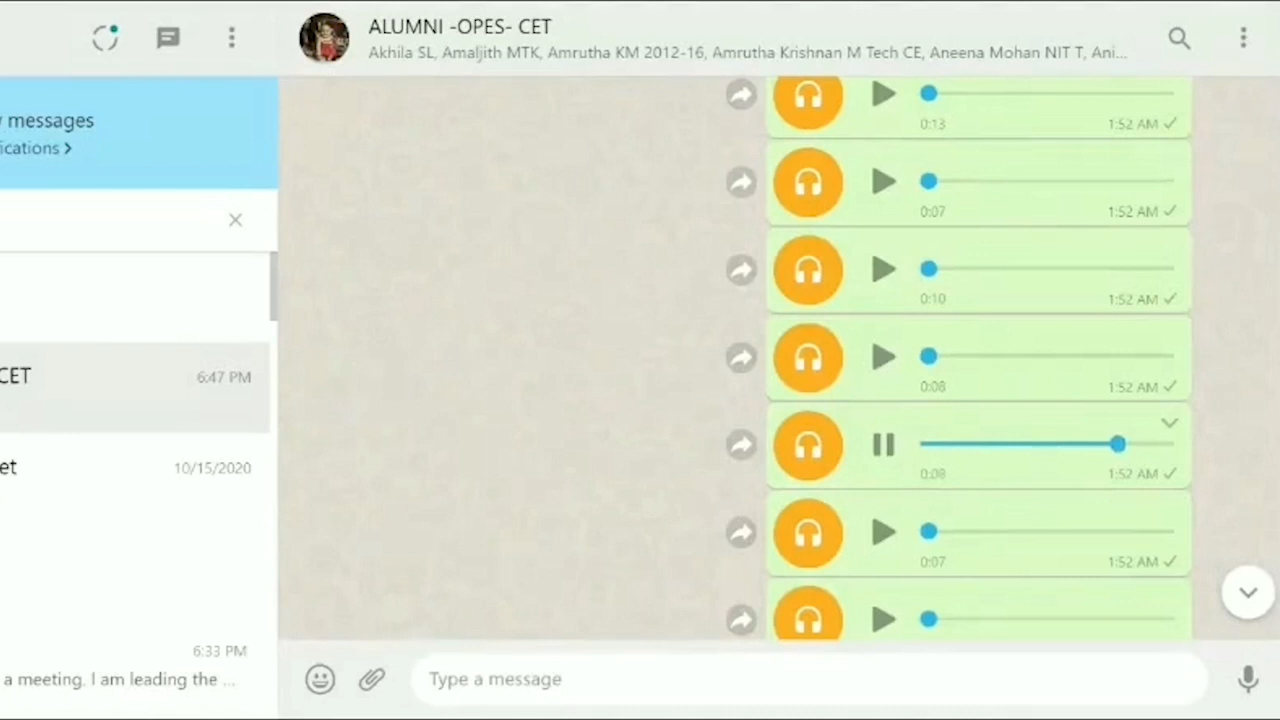 ALUMNI -OPES- CET
Akhila SL, Amaljith MTK, Amrutha KM 2012-16, Amrutha Krishnan M Tech CE, Aneena Mohan NIT T, Ani...
messages
ications >
CET
6:47 PM
et
10/15/2020
6:33 PM
a meeting. I am leading the ...
0:13
1:52 AM
0:07
1:52 AM
0:10
1:52 AM
0:08
1:52 AM
0:08
1:52 AM
0:07
1:52 AM
Type a message